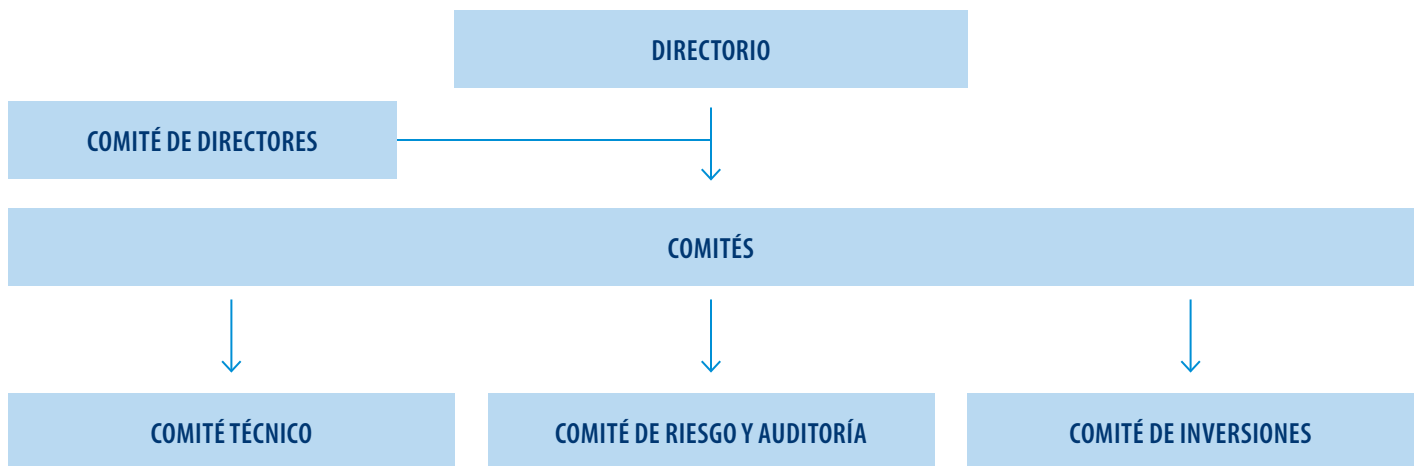 DIRECTORIO
COMITÉ DE DIRECTORES
COMITÉS
COMITÉ TÉCNICO
COMITÉ DE RIESGO Y AUDITORÍA
COMITÉ DE INVERSIONES